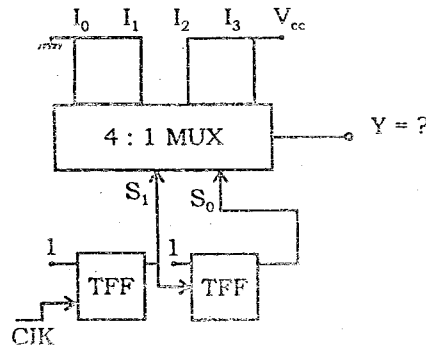 I₀ I₁ I₂ I₃ Vcc
4 : 1 MUX
Y = ?
S₁ S₀
1 1
TFF TFF
ClK